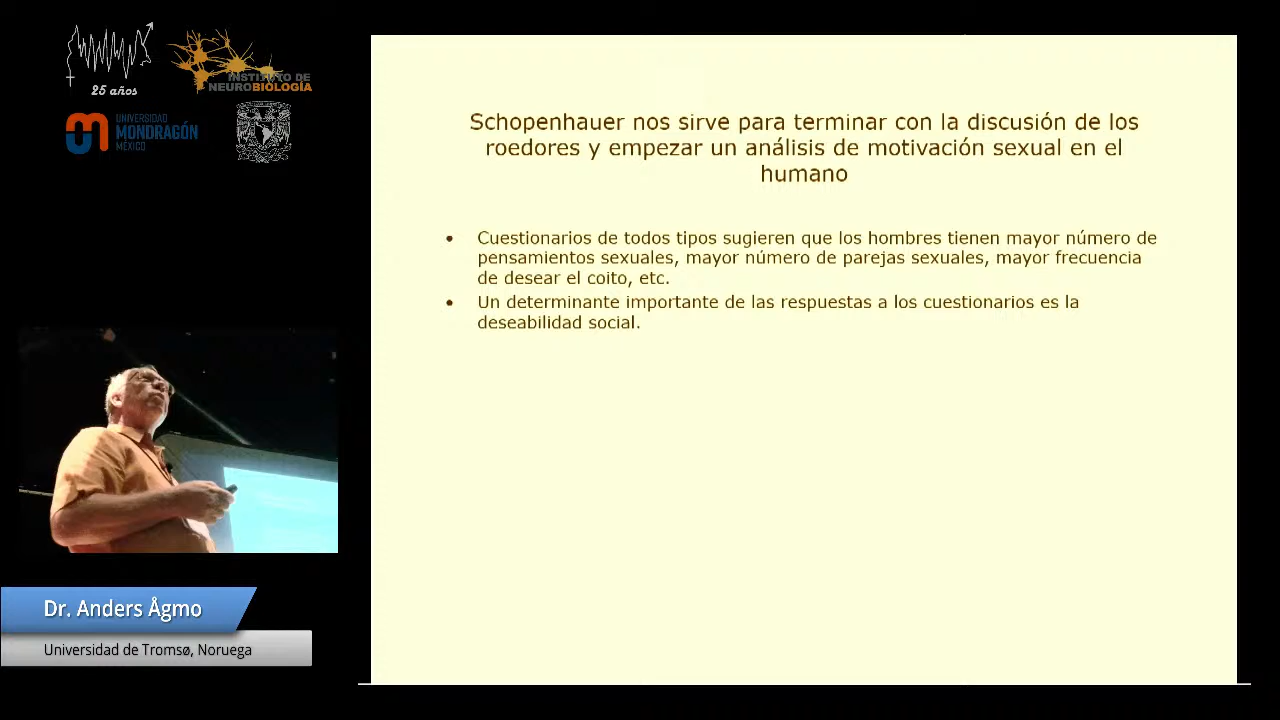 25 años
INSTITUTO DE
NEUROBIOLOGÍA
UNIVERSIDAD
MONDRAGÓN
MÉXICO
Schopenhauer nos sirve para terminar con la discusión de los
roedores y empezar un análisis de motivación sexual en el
humano
• Cuestionarios de todos tipos sugieren que los hombres tienen mayor número de
pensamientos sexuales, mayor número de parejas sexuales, mayor frecuencia
de desear el coito, etc.
• Un determinante importante de las respuestas a los cuestionarios es la
deseabilidad social.
Dr. Anders Ågmo
Universidad de Tromsø, Noruega